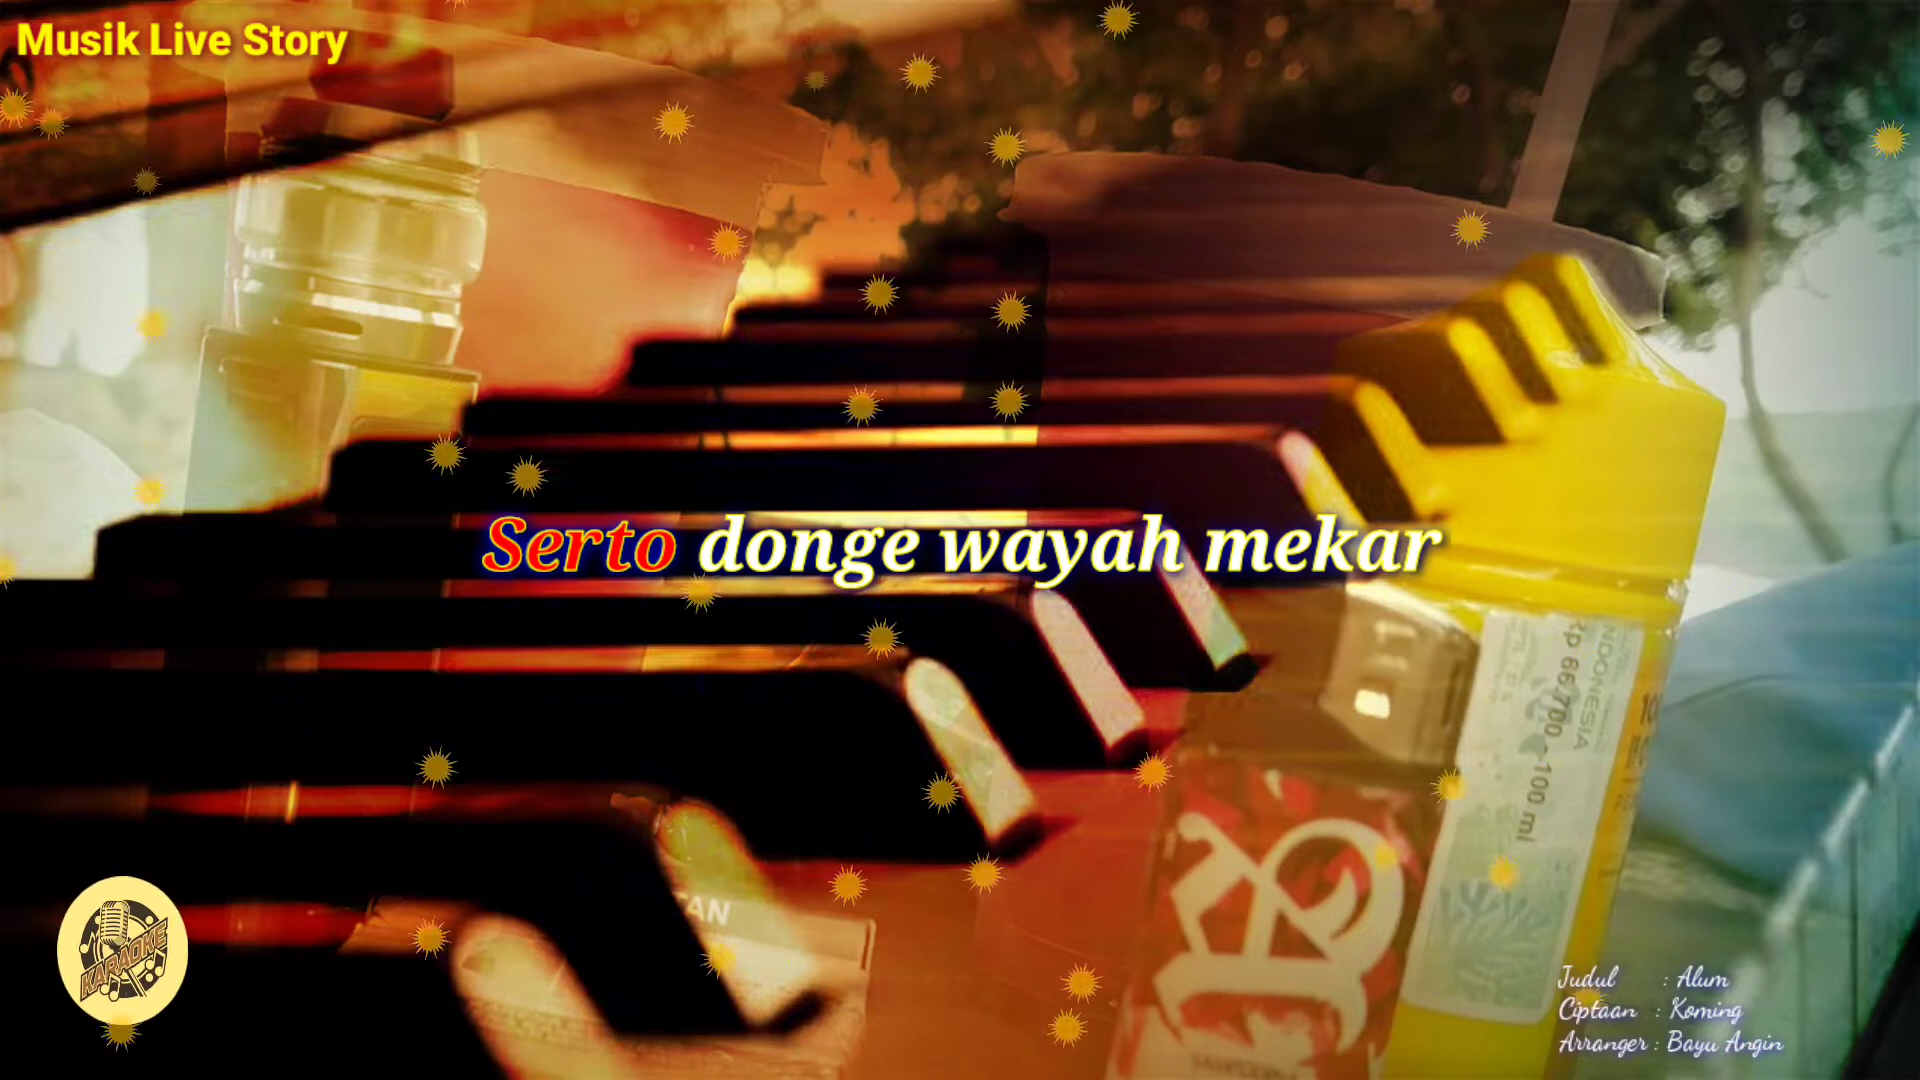 Musik Live Story
Serto donge wayah mekar
INDONESIA
Rp 66.700 - 100 ml
TAN
KARAOKE
Judul : Alum
Ciptaan : Koming
Arranger : Bayu Angin